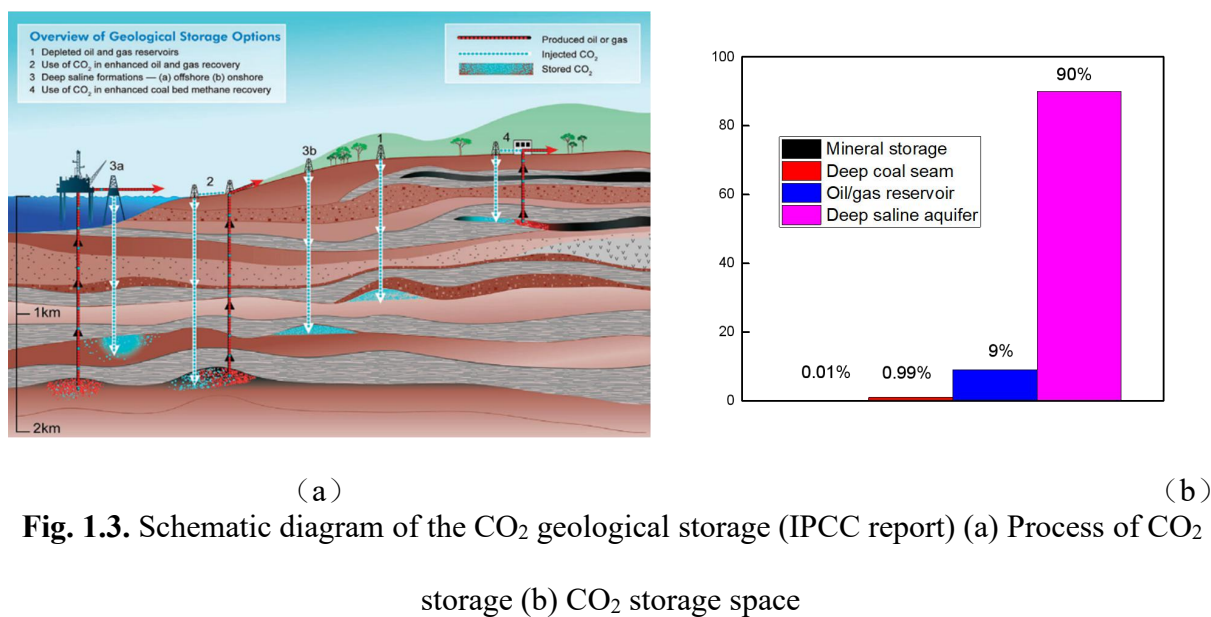 Overview of Geological Storage Options
1 Depleted oil and gas reservoirs
2 Use of CO₂ in enhanced oil and gas recovery
3 Deep saline formations — (a) offshore (b) onshore
4 Use of CO₂ in enhanced coal bed methane recovery
Produced oil or gas
Injected CO₂
Stored CO₂
3a
2
3b
1
4
1km
2km
100
80
60
40
20
0
Mineral storage
Deep coal seam
Oil/gas reservoir
Deep saline aquifer
0.01%
0.99%
9%
90%
（a）
（b）
Fig. 1.3. Schematic diagram of the CO₂ geological storage (IPCC report) (a) Process of CO₂
storage (b) CO₂ storage space